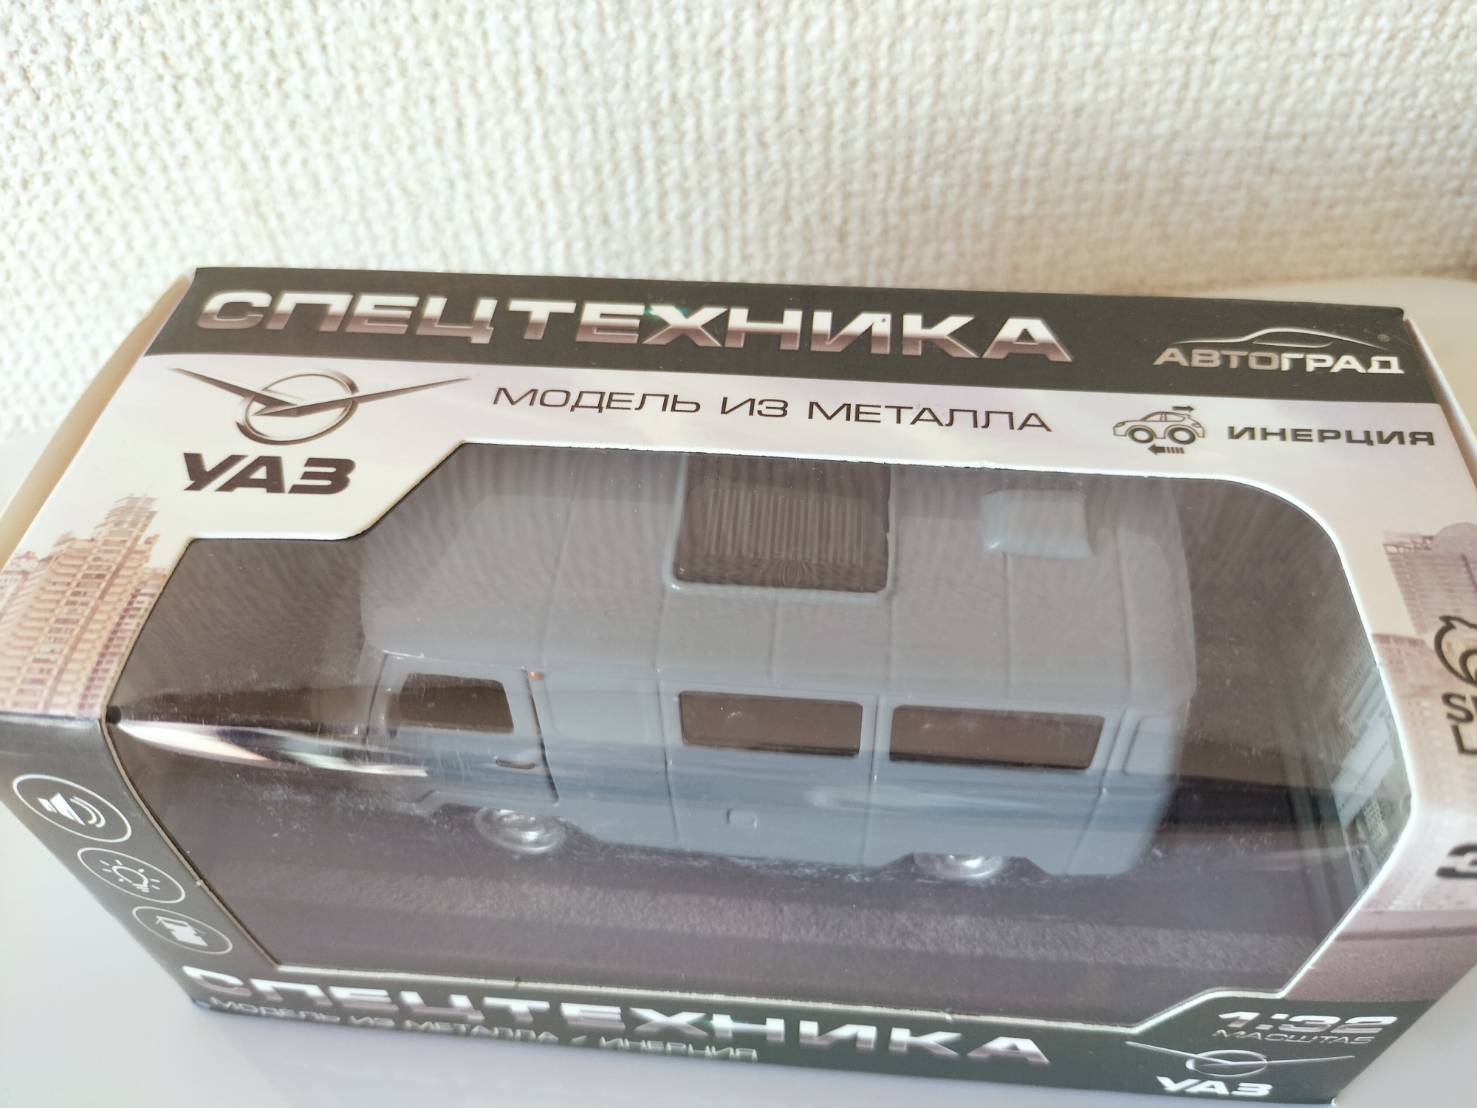 СПЕЦТЕХНИКА
АВТОГРАД®
УАЗ
МОДЕЛЬ ИЗ МЕТАЛЛА
ИНЕРЦИЯ
СПЕЦТЕХНИКА
МОДЕЛЬ ИЗ МЕТАЛЛА / ИНЕРЦИЯ
1:32
МАСШТАБ
УАЗ